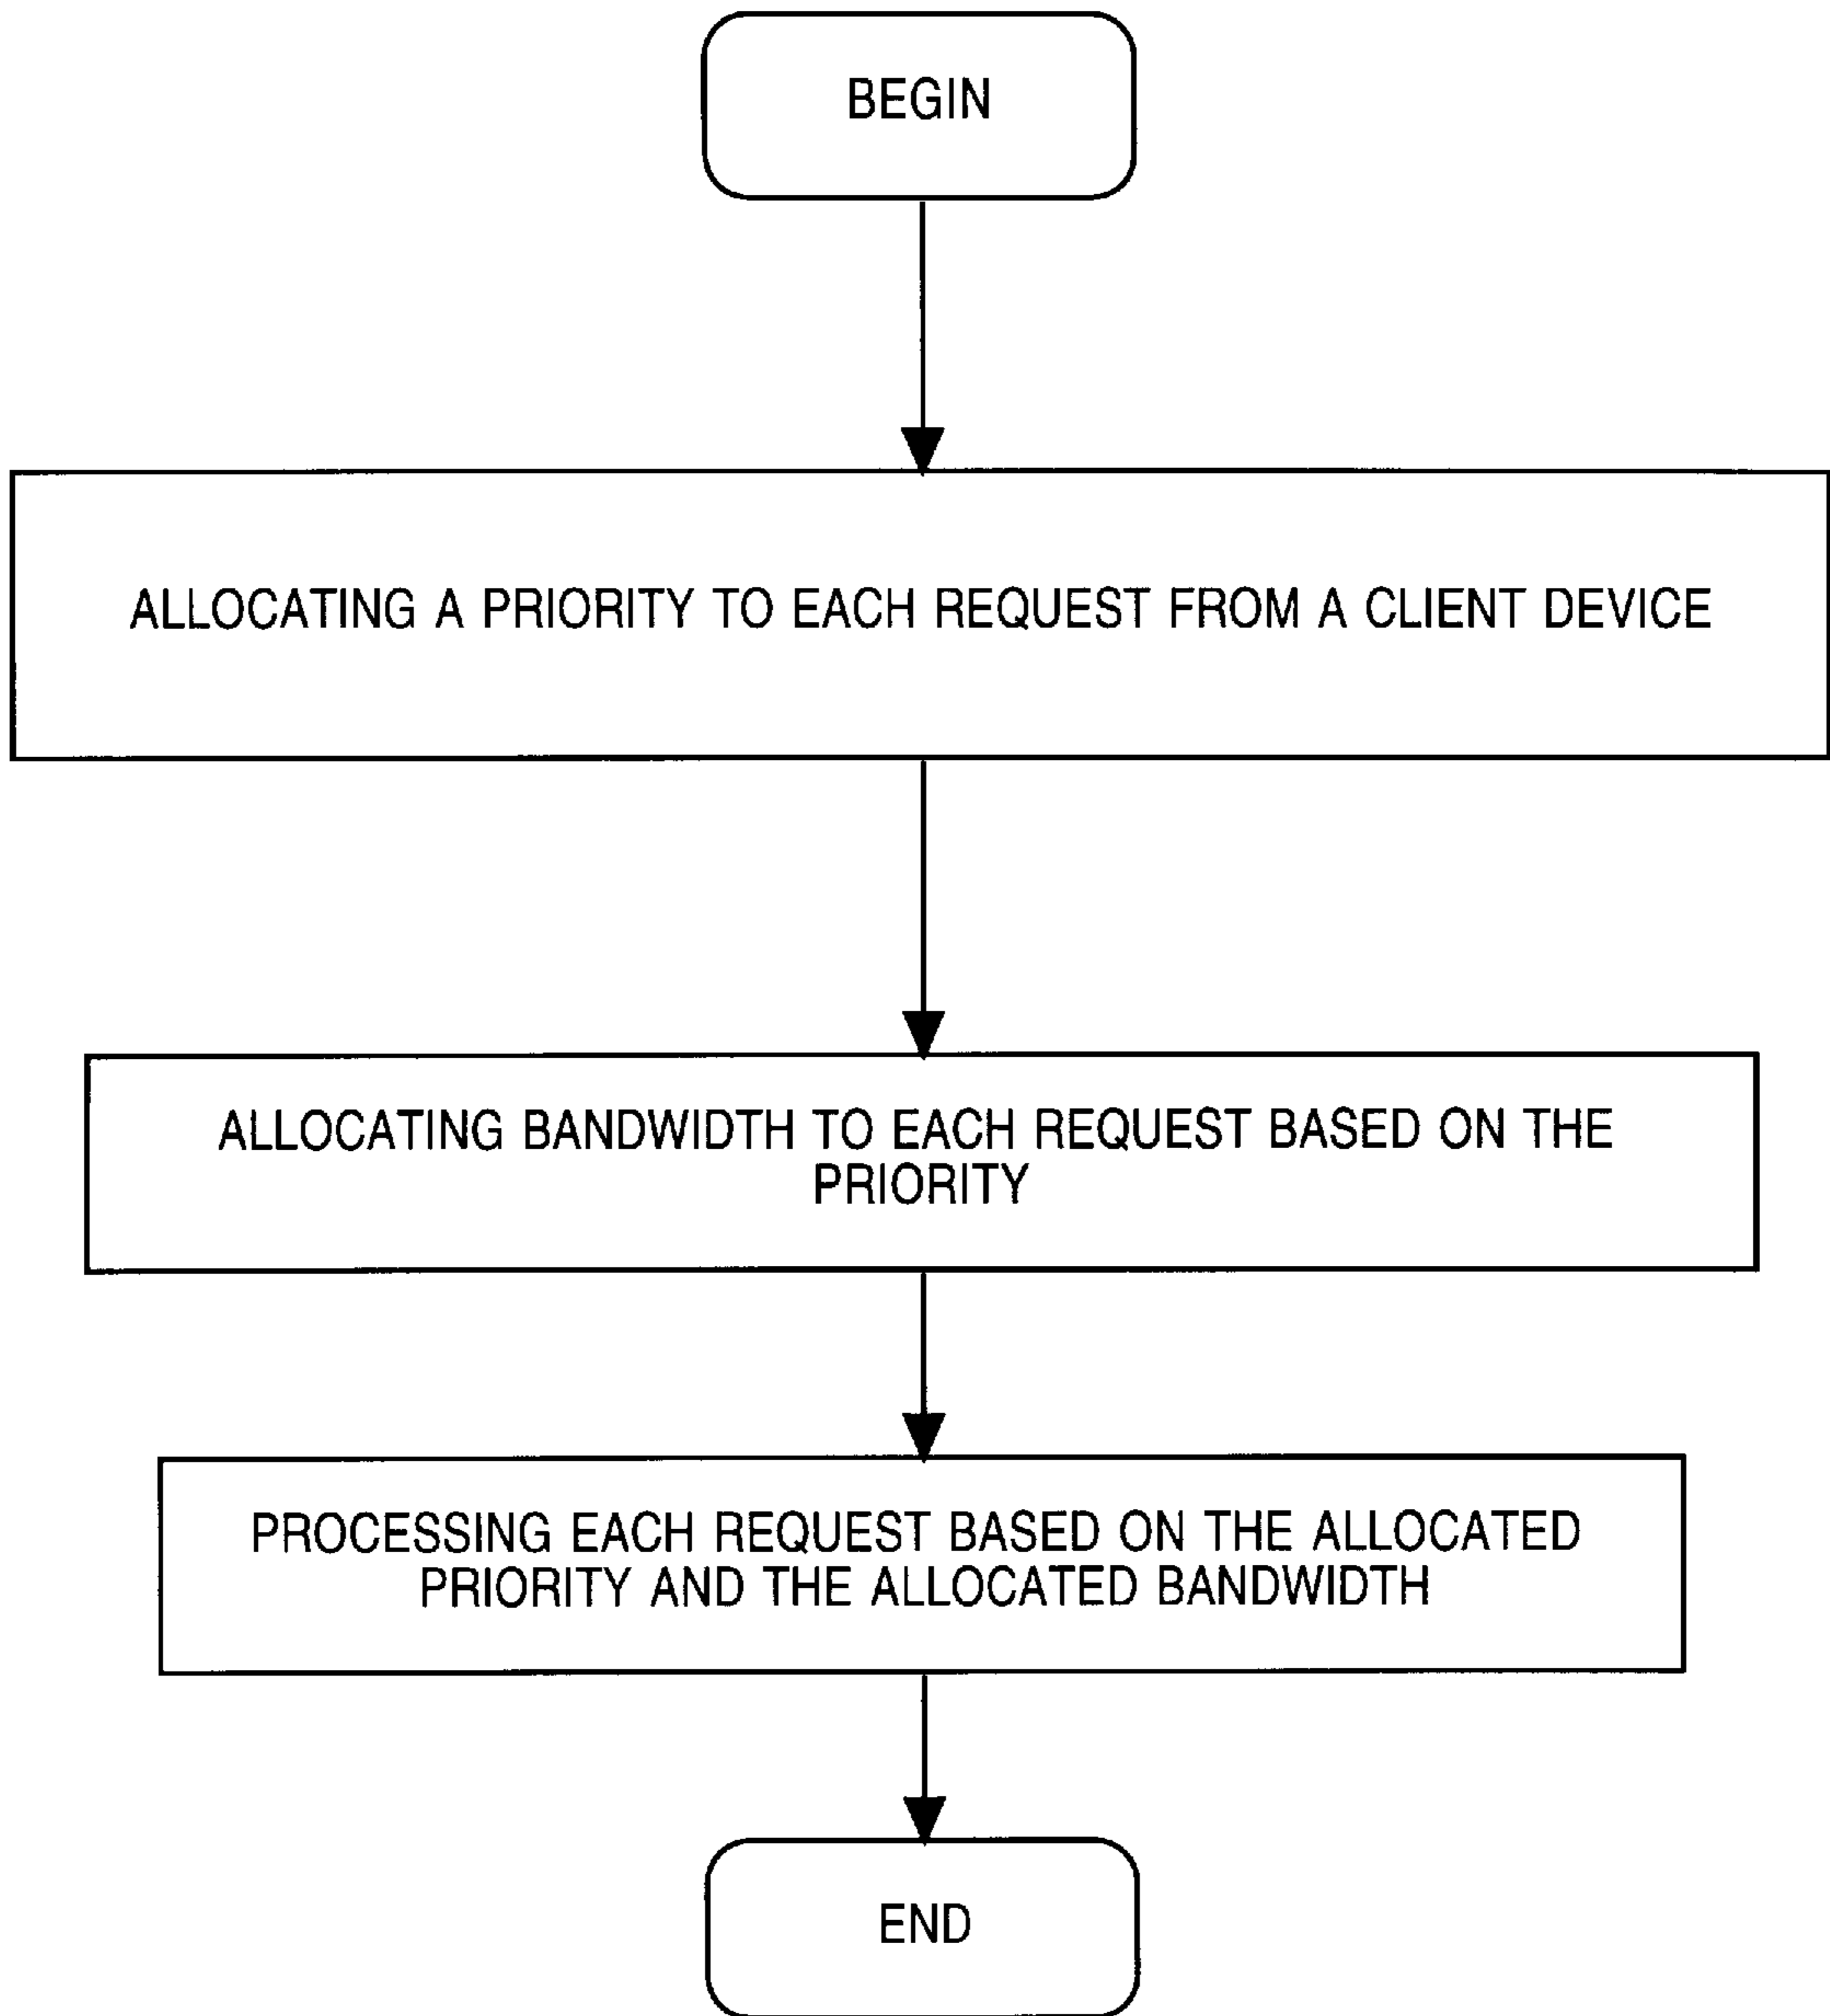 BEGIN
ALLOCATING A PRIORITY TO EACH REQUEST FROM A CLIENT DEVICE
ALLOCATING BANDWIDTH TO EACH REQUEST BASED ON THE
PRIORITY
PROCESSING EACH REQUEST BASED ON THE ALLOCATED
PRIORITY AND THE ALLOCATED BANDWIDTH
END